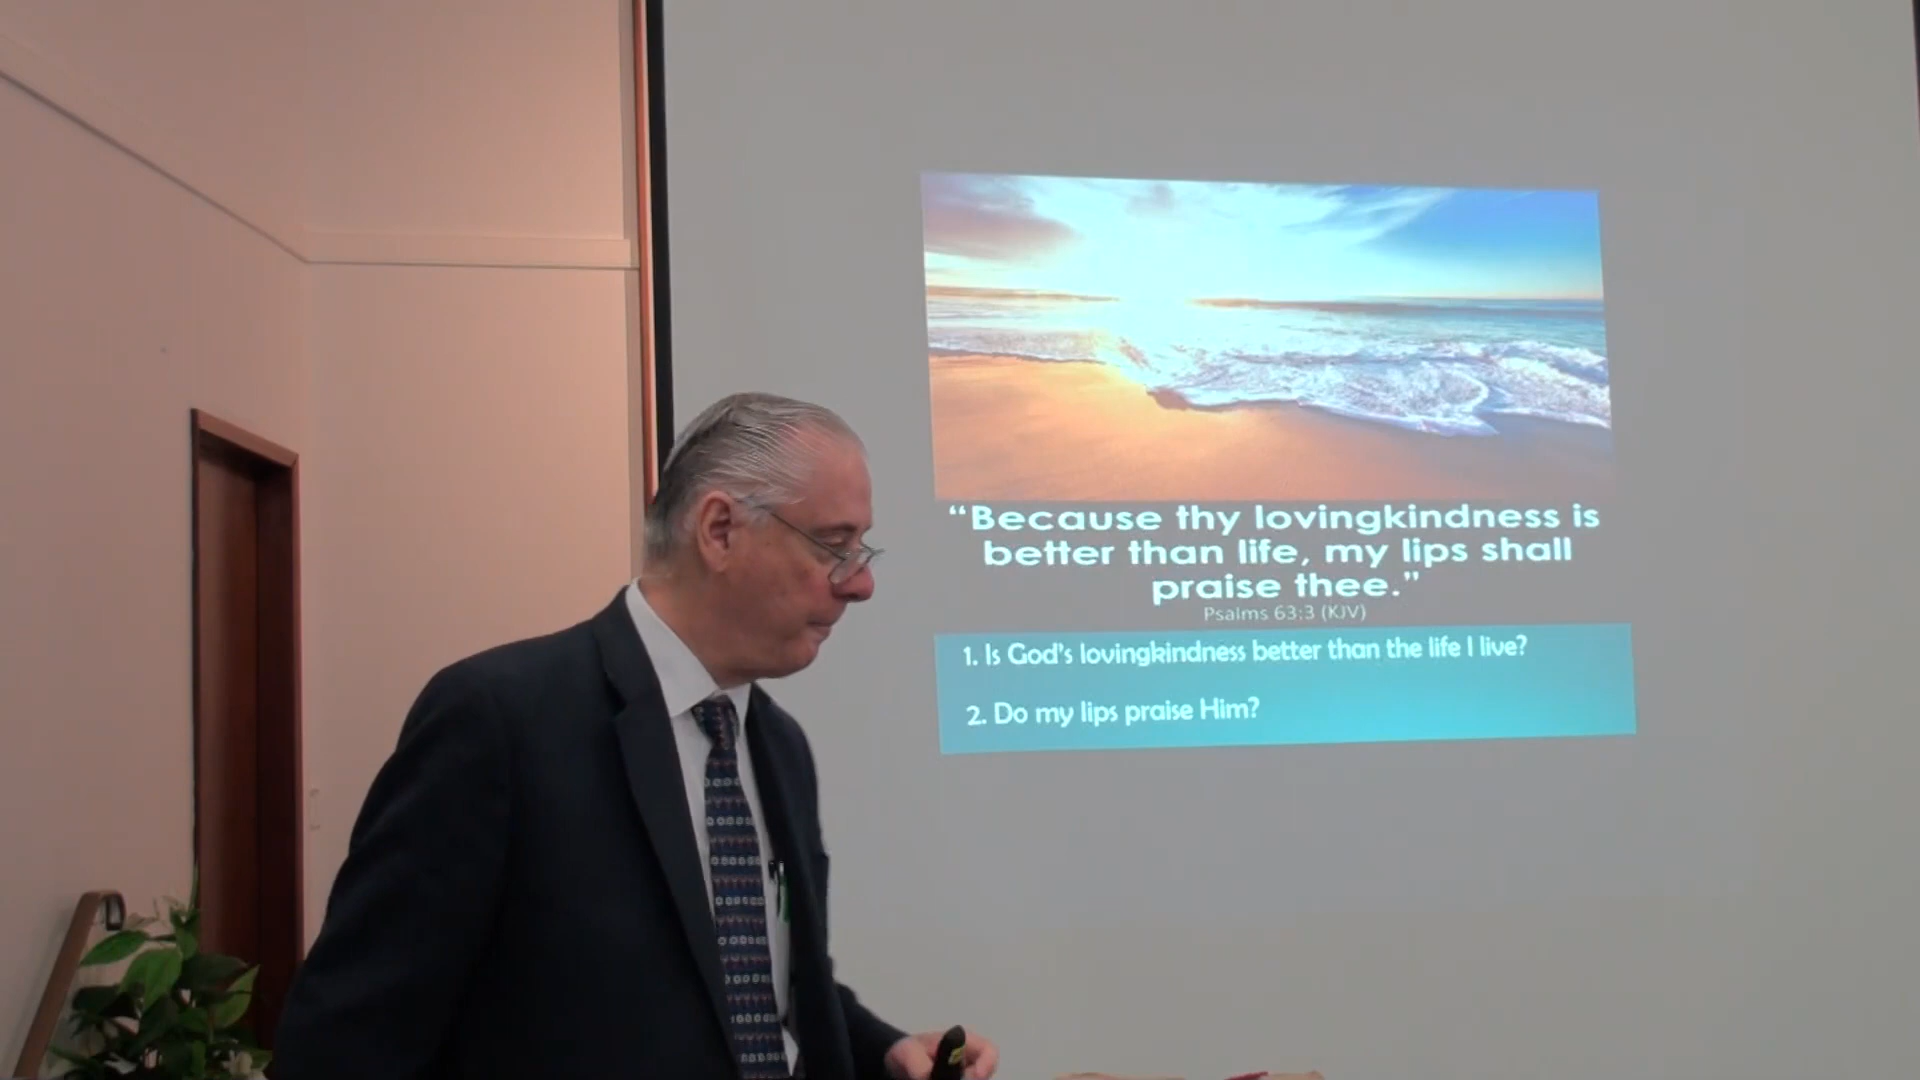 “Because thy lovingkindness is
better than life, my lips shall
praise thee.”
Psalms 63:3 (KJV)
1. Is God's lovingkindness better than the life I live?
2. Do my lips praise Him?